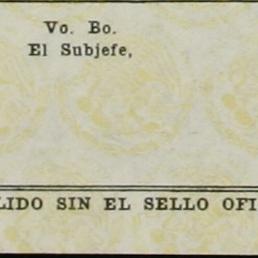 Vo. Bo.
El Subjefe,
LIDO SIN EL SELLO OFI